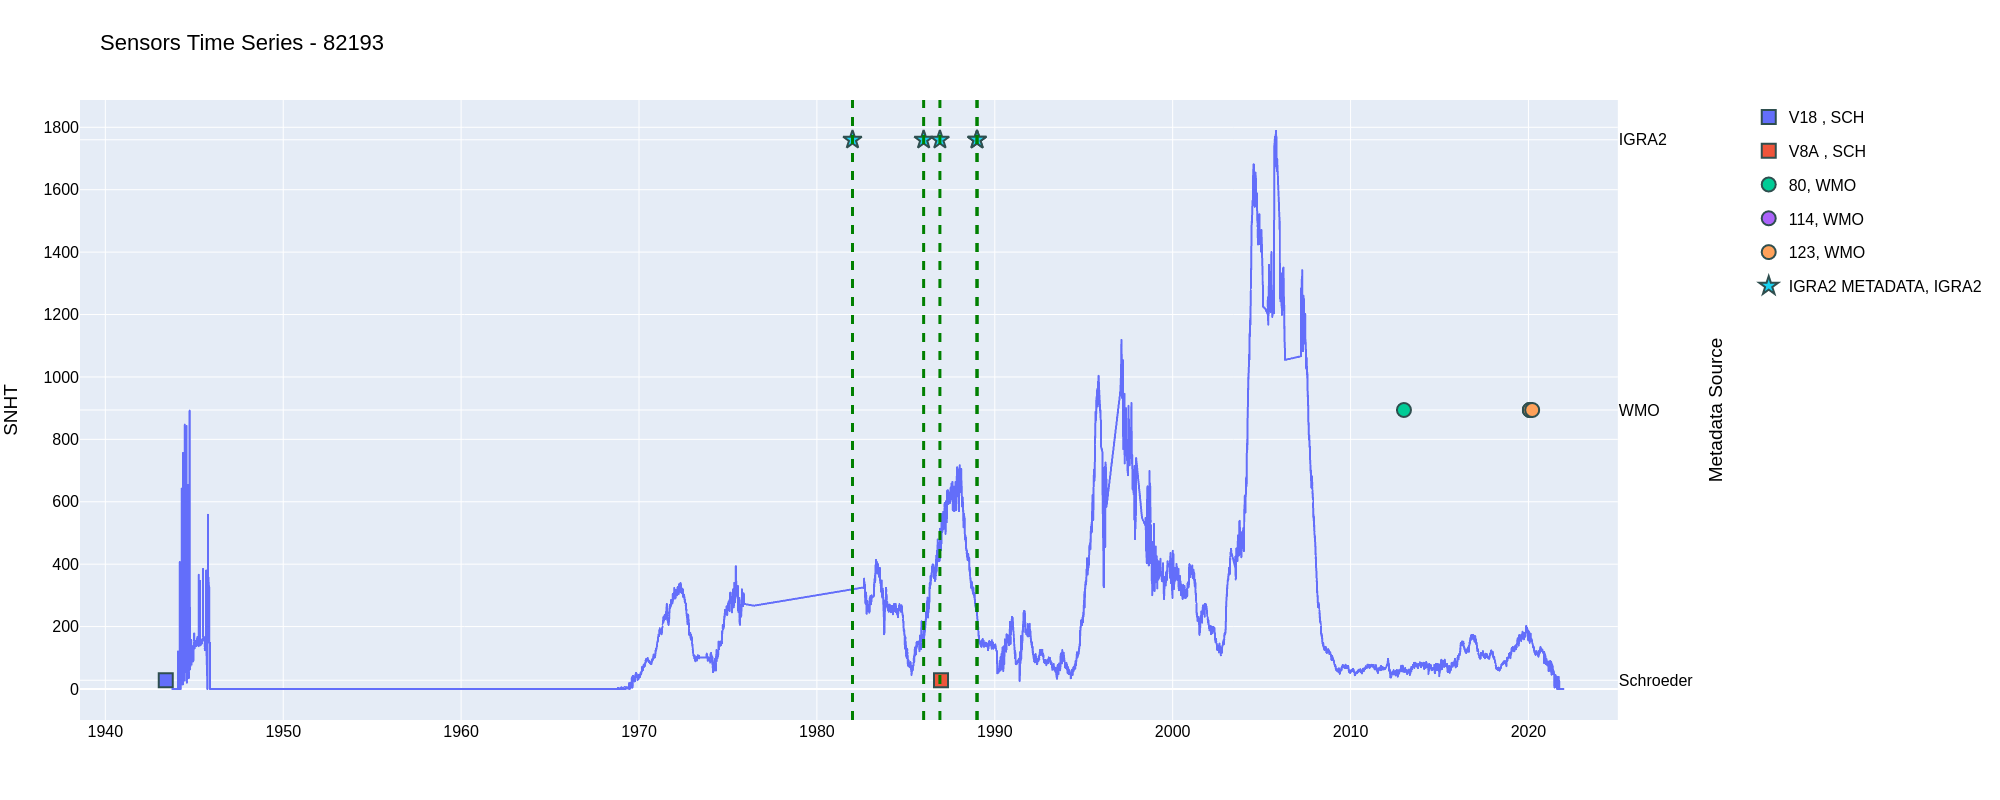 Sensors Time Series - 82193
V18 , SCH
V8A , SCH
80, WMO
114, WMO
123, WMO
IGRA2 METADATA, IGRA2
SNHT
1800
1600
1400
1200
1000
800
600
400
200
0
IGRA2
WMO
Schroeder
Metadata Source
1940
1950
1960
1970
1980
1990
2000
2010
2020